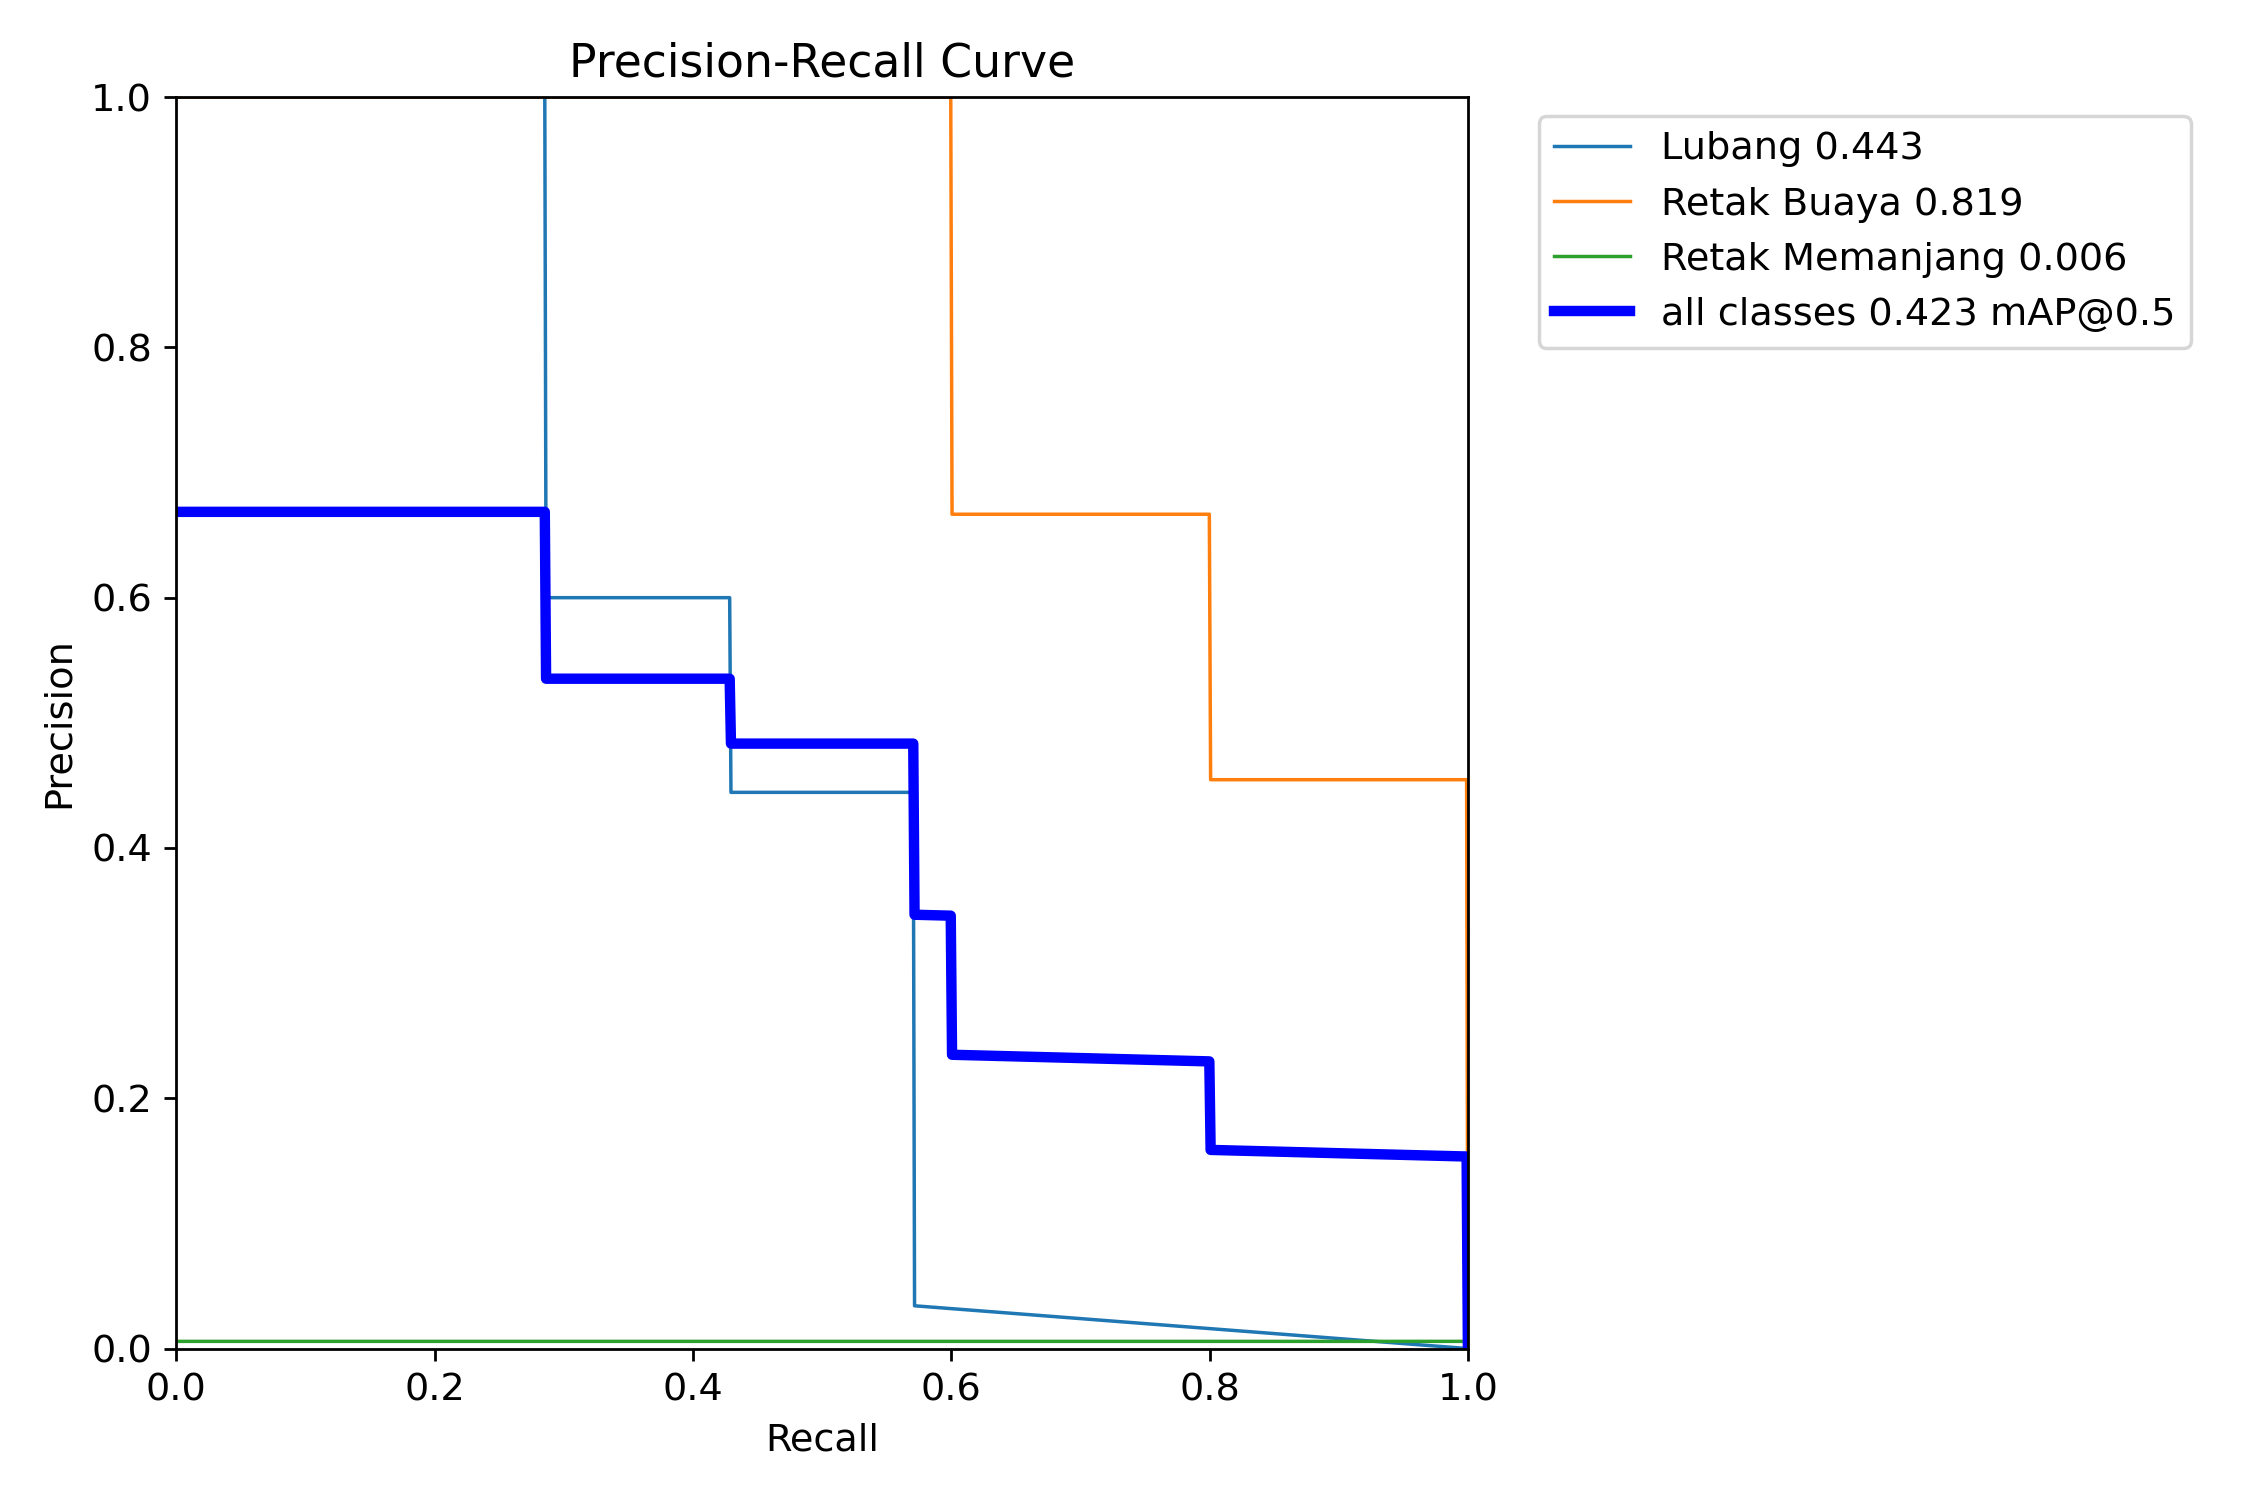 Precision-Recall Curve
1.0
0.8
0.6
0.4
0.2
0.0
Precision
0.0 0.2 0.4 0.6 0.8 1.0
Recall
Lubang 0.443
Retak Buaya 0.819
Retak Memanjang 0.006
all classes 0.423 mAP@0.5